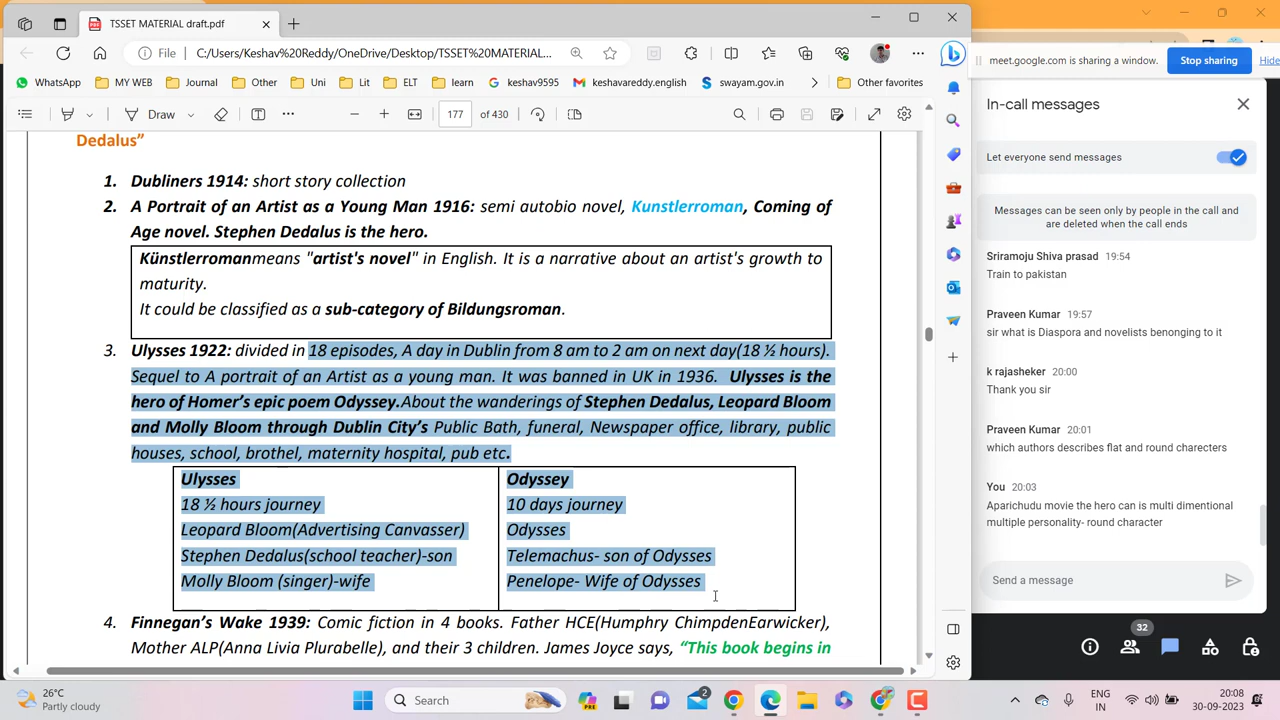 TSSET MATERIAL draft.pdf
File C:/Users/Keshav%20Reddy/OneDrive/Desktop/TSSET%20MATERIAL...
WhatsApp MY WEB Journal Other Uni Lit ELT learn keshav9595 keshavareddy.english swayam.gov.in Other favorites
Draw 177 of 430
Dedalus”
1. Dubliners 1914: short story collection
2. A Portrait of an Artist as a Young Man 1916: semi autobio novel, Kunstlerroman, Coming of
Age novel. Stephen Dedalus is the hero.
Künstlerromanmeans "artist's novel" in English. It is a narrative about an artist's growth to
maturity.
It could be classified as a sub-category of Bildungsroman.
3. Ulysses 1922: divided in 18 episodes, A day in Dublin from 8 am to 2 am on next day(18 ½ hours).
Sequel to A portrait of an Artist as a young man. It was banned in UK in 1936. Ulysses is the
hero of Homer’s epic poem Odyssey.About the wanderings of Stephen Dedalus, Leopard Bloom
and Molly Bloom through Dublin City’s Public Bath, funeral, Newspaper office, library, public
houses, school, brothel, maternity hospital, pub etc.
Ulysses Odyssey
18 ½ hours journey 10 days journey
Leopard Bloom(Advertising Canvasser) Odysses
Stephen Dedalus(school teacher)-son Telemachus- son of Odysses
Molly Bloom (singer)-wife Penelope- Wife of Odysses
4. Finnegan’s Wake 1939: Comic fiction in 4 books. Father HCE(Humphry ChimpdenEarwicker),
Mother ALP(Anna Livia Plurabelle), and their 3 children. James Joyce says, “This book begins in
meet.google.com is sharing a window. Stop sharing Hide
In-call messages
Let everyone send messages
Messages can be seen only by people in the call and
are deleted when the call ends
Sriramoju Shiva prasad 19:54
Train to pakistan
Praveen Kumar 19:57
sir what is Diaspora and novelists benonging to it
k rajasheker 20:00
Thank you sir
Praveen Kumar 20:01
which authors describes flat and round charecters
You 20:03
Aparichudu movie the hero can is multi dimentional
multiple personality- round character
Send a message
32
26°C
Partly cloudy
Search
PRE
2
ENG
IN
20:08
30-09-2023